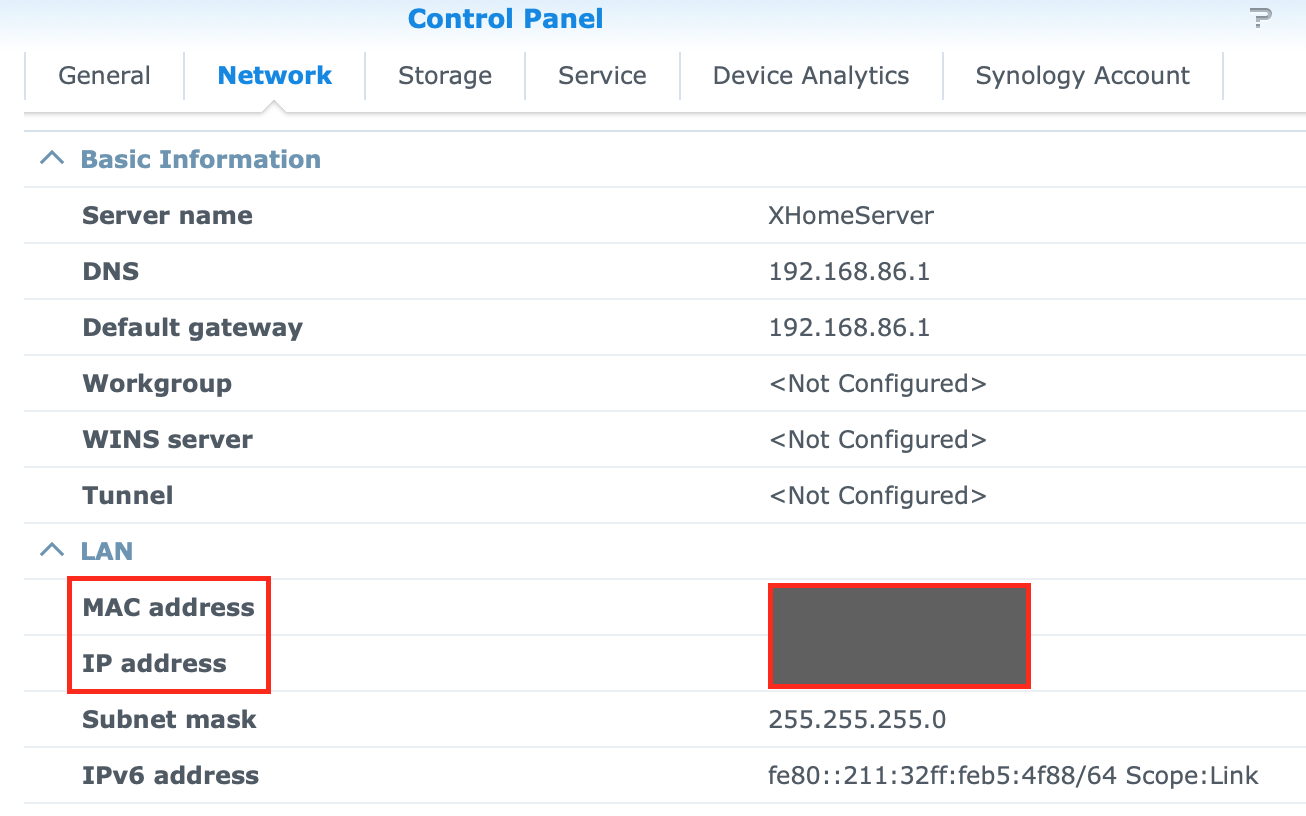 Control Panel
General Network Storage Service Device Analytics Synology Account
Basic Information
Server name XHomeServer
DNS 192.168.86.1
Default gateway 192.168.86.1
Workgroup <Not Configured>
WINS server <Not Configured>
Tunnel <Not Configured>
LAN
MAC address
IP address
Subnet mask 255.255.255.0
IPv6 address fe80::211:32ff:feb5:4f88/64 Scope:Link